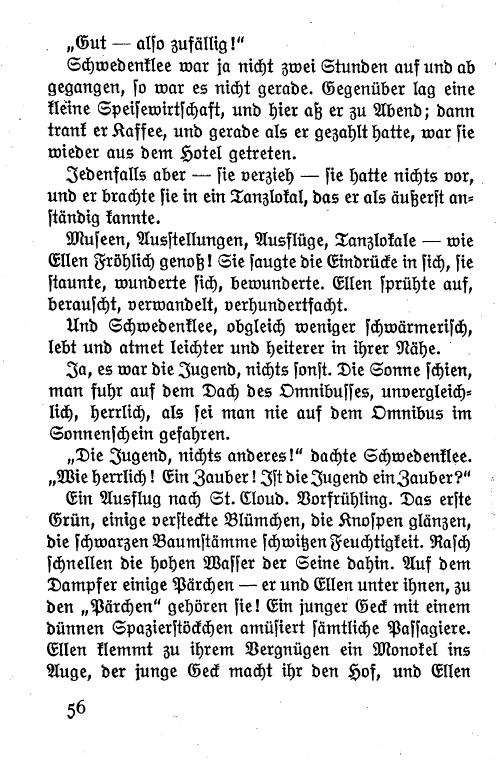 „Gut — also zufällig!“
Schwedenklee war ja nicht zwei Stunden auf und ab
gegangen, so war es nicht gerade. Gegenüber lag eine
kleine Speisewirtschaft, und hier aß er zu Abend; dann
trank er Kaffee, und gerade als er gezahlt hatte, war sie
wieder aus dem Hotel getreten.
Jedenfalls aber — sie verzieh — sie hatte nichts vor,
und er brachte sie in ein Tanzlokal, das er als äußerst an-
ständig kannte.
Museen, Ausstellungen, Ausflüge, Tanzlokale — wie
Ellen Fröhlich genoß! Sie saugte die Eindrücke in sich, sie
staunte, wunderte sich, bewunderte. Ellen sprühte auf,
berauscht, verwandelt, verhundertfacht.
Und Schwedenklee, obgleich weniger schwärmerisch,
lebt und atmet leichter und heiterer in ihrer Nähe.
Ja, es war die Jugend, nichts sonst. Die Sonne schien,
man fuhr auf dem Dach des Omnibusses, unvergleich-
lich, herrlich, als sei man nie auf dem Omnibus im
Sonnenschein gefahren.
„Die Jugend, nichts anderes!“ dachte Schwedenklee.
„Wie herrlich! Ein Zauber! Ist die Jugend ein Zauber?“
Ein Ausflug nach St. Cloud. Vorfrühling. Das erste
Grün, einige versteckte Blümchen, die Knospen glänzen,
die schwarzen Baumstämme schwitzen Feuchtigkeit. Rasch
schnellen die hohen Wasser der Seine dahin. Auf dem
Dampfer einige Pärchen — er und Ellen unter ihnen, zu
den „Pärchen“ gehören sie! Ein junger Geck mit einem
dünnen Spazierstöckchen amüsiert sämtliche Passagiere.
Ellen klemmt zu ihrem Vergnügen ein Monokel ins
Auge, der junge Geck macht ihr den Hof, und Ellen
56